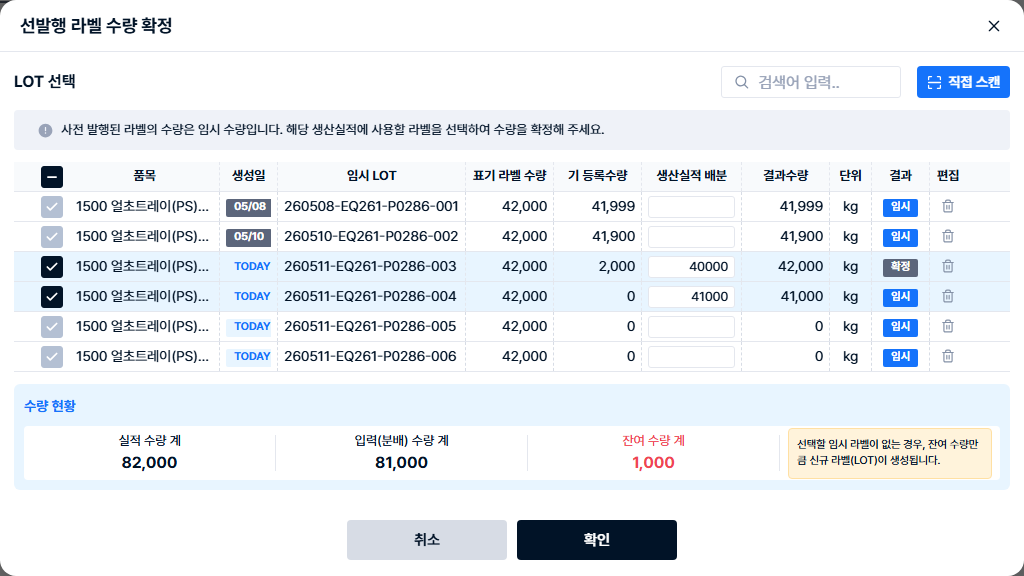 선발행 라벨 수량 확정
LOT 선택
검색어 입력..
직접 스캔
사전 발행된 라벨의 수량은 임시 수량입니다. 해당 생산실적에 사용할 라벨을 선택하여 수량을 확정해 주세요.
품목 생성일 임시 LOT 표기 라벨 수량 기 등록수량 생산실적 배분 결과수량 단위 결과 편집
1500 얼초트레이(PS)... 05/08 260508-EQ261-P0286-001 42,000 41,999 41,999 kg 임시
1500 얼초트레이(PS)... 05/10 260510-EQ261-P0286-002 42,000 41,900 41,900 kg 임시
1500 얼초트레이(PS)... TODAY 260511-EQ261-P0286-003 42,000 2,000 40000 42,000 kg 확정
1500 얼초트레이(PS)... TODAY 260511-EQ261-P0286-004 42,000 0 41000 41,000 kg 임시
1500 얼초트레이(PS)... TODAY 260511-EQ261-P0286-005 42,000 0 0 kg 임시
1500 얼초트레이(PS)... TODAY 260511-EQ261-P0286-006 42,000 0 0 kg 임시
수량 현황
실적 수량 계
82,000
입력(분배) 수량 계
81,000
잔여 수량 계
1,000
선택할 임시 라벨이 없는 경우, 잔여 수량만
큼 신규 라벨(LOT)이 생성됩니다.
취소
확인